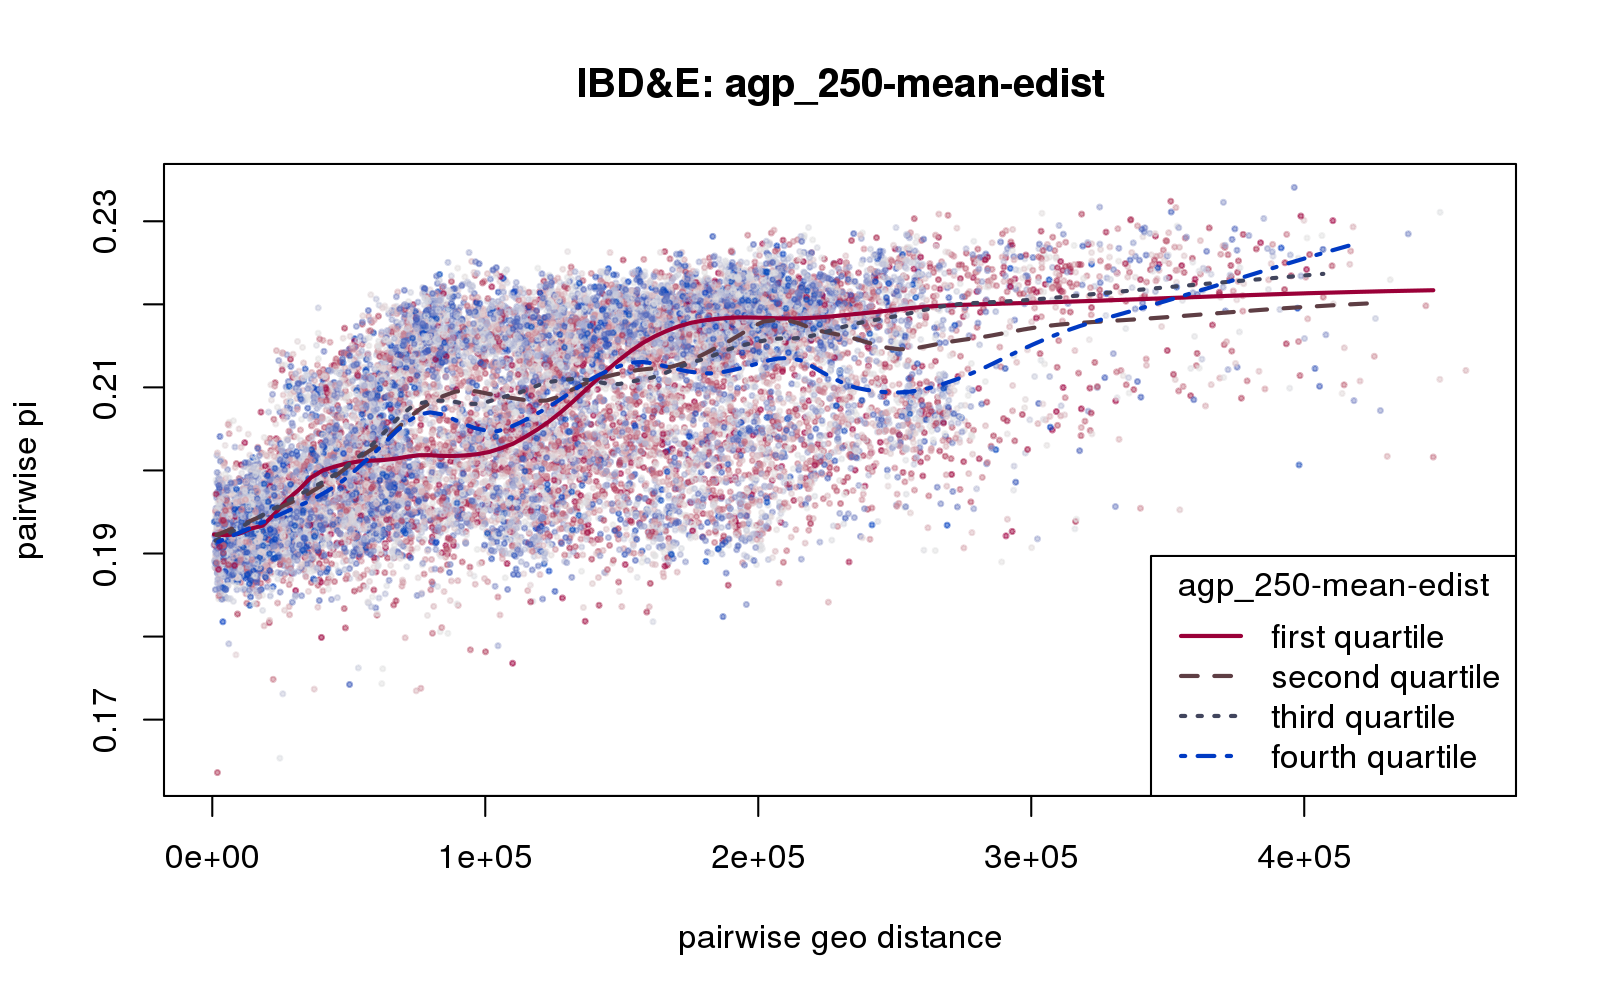 IBD&E: agp_250-mean-edist
pairwise pi
0.23
0.21
0.19
0.17
0e+00
1e+05
2e+05
3e+05
4e+05
pairwise geo distance
agp_250-mean-edist
first quartile
second quartile
third quartile
fourth quartile